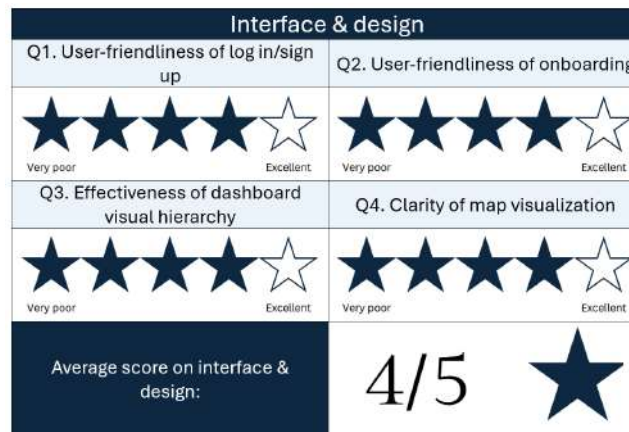 Interface & design
Q1. User-friendliness of log in/sign
up
Q2. User-friendliness of onboarding
Very poor
Excellent
Very poor
Excellent
Q3. Effectiveness of dashboard
visual hierarchy
Q4. Clarity of map visualization
Very poor
Excellent
Very poor
Excellent
Average score on interface &
design:
4/5